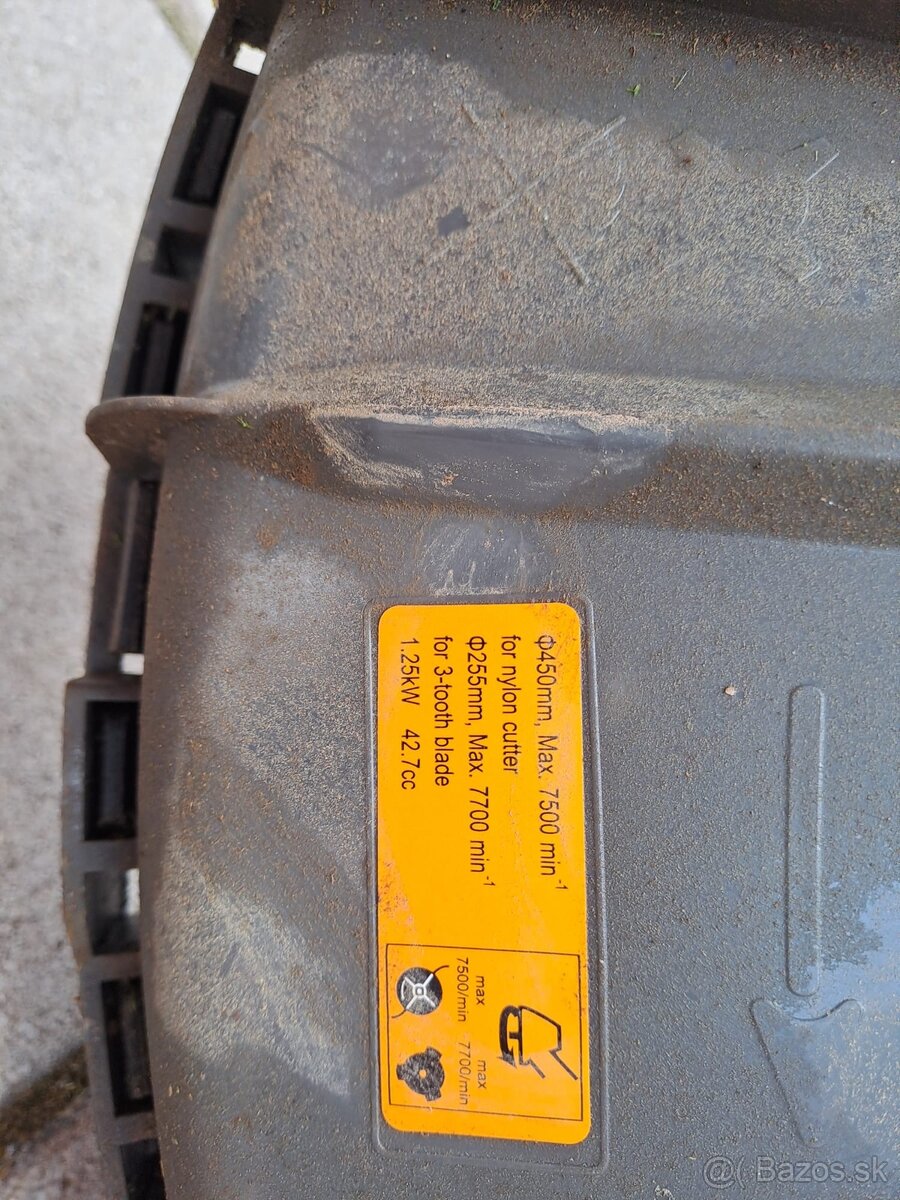 Φ450mm, Max. 7500 min⁻¹
for nylon cutter
Φ255mm, Max. 7700 min⁻¹
for 3-tooth blade
1.25kW 42.7cc
max
7500/min
max
7700/min
@( Bazos.sk